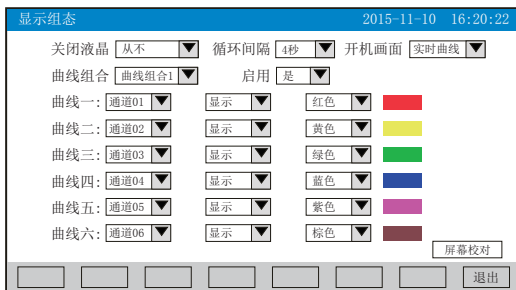 显示组态 2015-11-10 16:20:22
关闭液晶 从不 循环间隔 4秒 开机画面 实时曲线
曲线组合 曲线组合1 启用 是
曲线一: 通道01 显示 红色
曲线二: 通道02 显示 黄色
曲线三: 通道03 显示 绿色
曲线四: 通道04 显示 蓝色
曲线五: 通道05 显示 紫色
曲线六: 通道06 显示 棕色
屏幕校对
退出